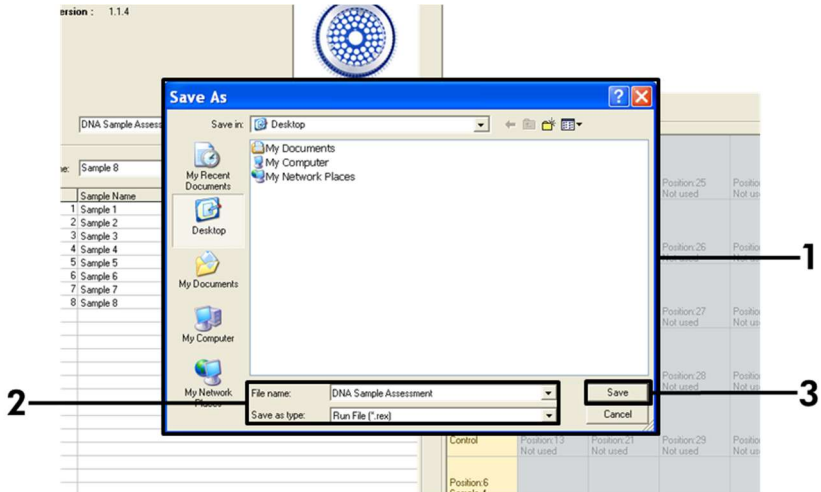 ersion : 1.1.4
DNA Sample Assess
e: Sample 8
Sample Name
1 Sample 1
2 Sample 2
3 Sample 3
4 Sample 4
5 Sample 5
6 Sample 6
7 Sample 7
8 Sample 8
Save As
Save in: Desktop
My Recent
Documents
Desktop
My Documents
My Computer
My Network
Places
My Documents
My Computer
My Network Places
File name: DNA Sample Assessment
Save as type: Run File (*.rex)
Save
Cancel
1
2
3
Position:25
Not used
Position:26
Not used
Position:27
Not used
Position:28
Not used
Control
Position:13
Not used
Position:21
Not used
Position:29
Not used
Position:6
Sample 4